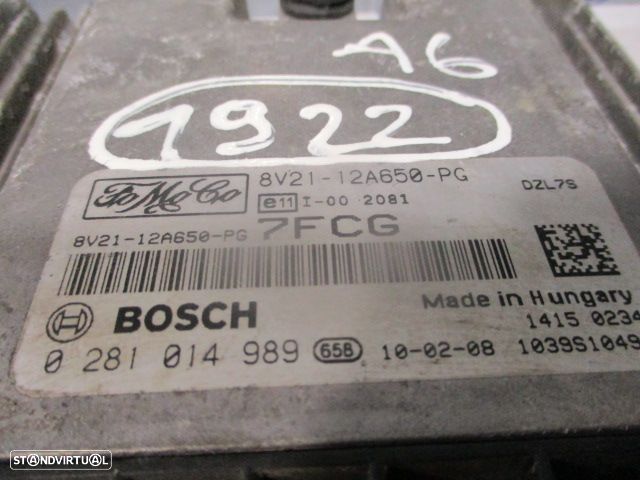 A6
1922
FoMoCo
8V21-12A650-PG
DZL7S
e11 I-00 2081
8V21-12A650-PG 7FCG
BOSCH
Made in Hungary
1415 0234
0 281 014 989 65B 10-02-08 1039S1049
STANDVIRTUAL